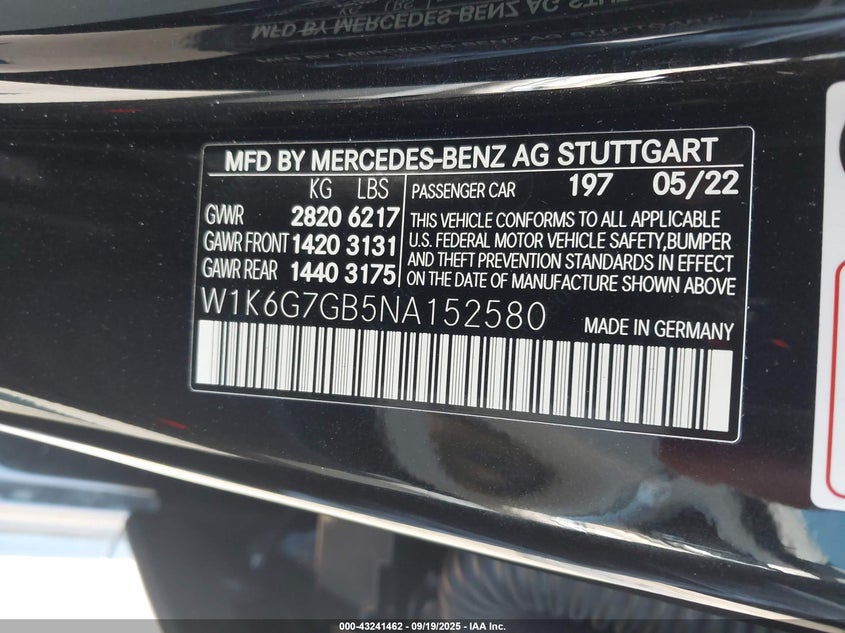 MFD BY MERCEDES-BENZ AG STUTTGART
KG LBS
GVWR 2820 6217
GAWR FRONT 1420 3131
GAWR REAR 1440 3175
PASSENGER CAR 197 05/22
THIS VEHICLE CONFORMS TO ALL APPLICABLE
U.S. FEDERAL MOTOR VEHICLE SAFETY,BUMPER
AND THEFT PREVENTION STANDARDS IN EFFECT
ON THE DATE OF MANUFACTURE SHOWN ABOVE
W1K6G7GB5NA152580
MADE IN GERMANY
000-43241462 - 09/19/2025 - IAA Inc.